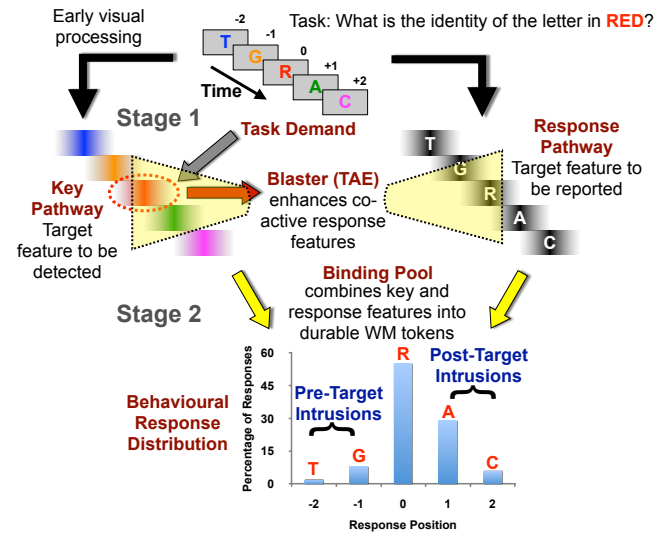 Early visual
processing
Task: What is the identity of the letter in RED?
-2
-1
0
+1
+2
T
G
R
A
C
Time
Stage 1
Task Demand
Key
Pathway
Target
feature to be
detected
Blaster (TAE)
enhances co-
active response
features
Response
Pathway
Target feature to
be reported
T
G
R
A
C
Binding Pool
combines key and
response features into
durable WM tokens
Stage 2
Behavioural
Response
Distribution
Percentage of Responses
60
45
30
15
0
Pre-Target
Intrusions
Post-Target
Intrusions
T
G
R
A
C
-2
-1
0
1
2
Response Position